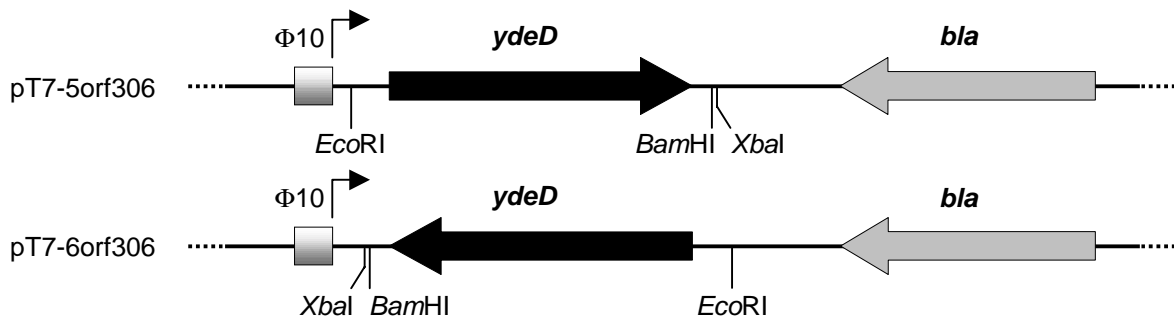 Φ10 ydeD bla
pT7-5orf306
EcoRI BamHI XbaI
Φ10 ydeD bla
pT7-6orf306
XbaI BamHI EcoRI